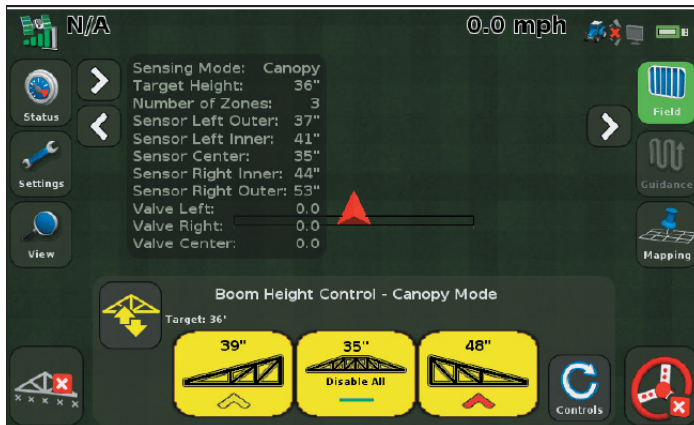 N/A
0.0 mph
Status
Settings
View
Sensing Mode: Canopy
Target Height: 36"
Number of Zones: 3
Sensor Left Outer: 37"
Sensor Left Inner: 41"
Sensor Center: 35"
Sensor Right Inner: 44"
Sensor Right Outer: 53"
Valve Left: 0.0
Valve Right: 0.0
Valve Center: 0.0
Field
Guidance
Mapping
Boom Height Control - Canopy Mode
Target: 36'
39"
35"
Disable All
48"
Controls